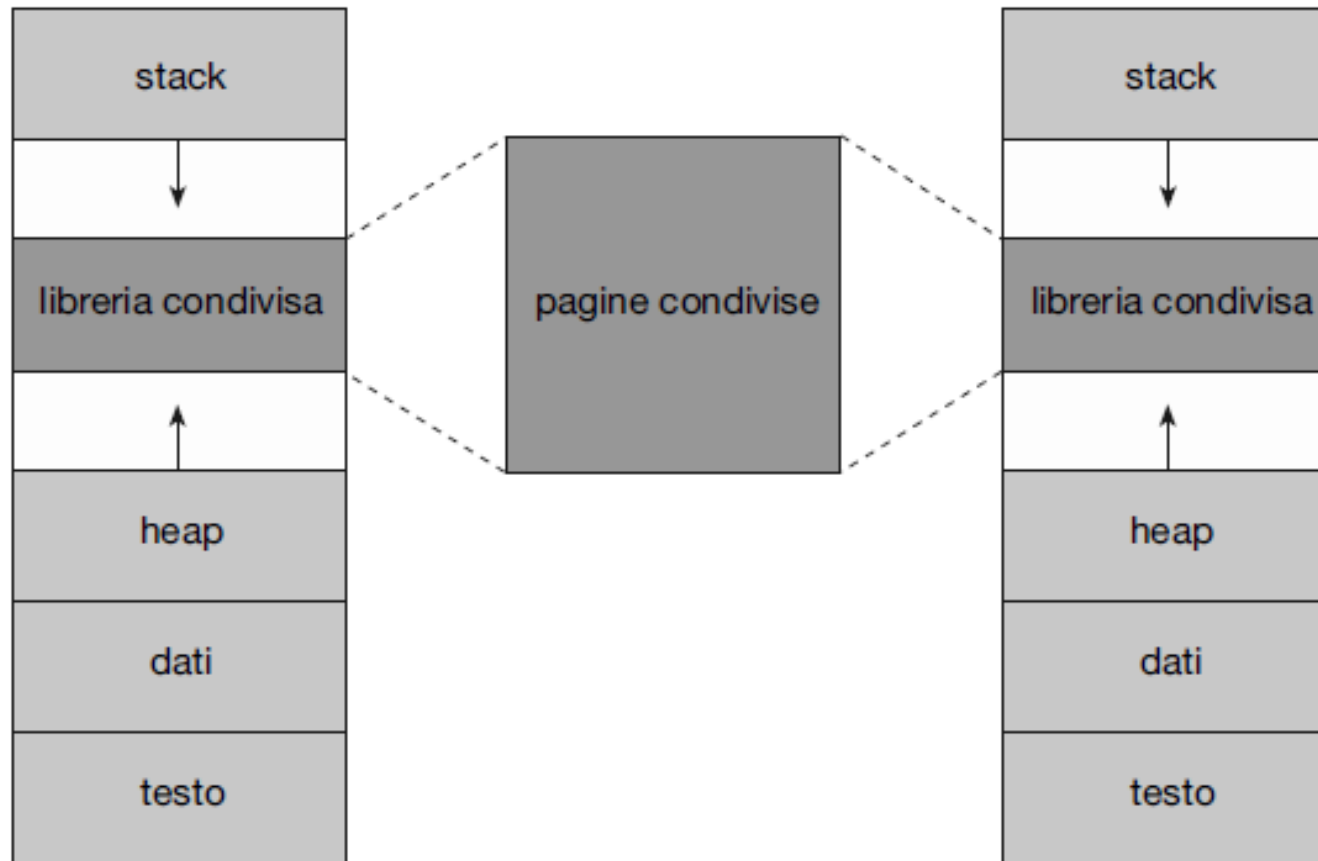 stack
libreria condivisa
heap
dati
testo
pagine condivise
stack
libreria condivisa
heap
dati
testo